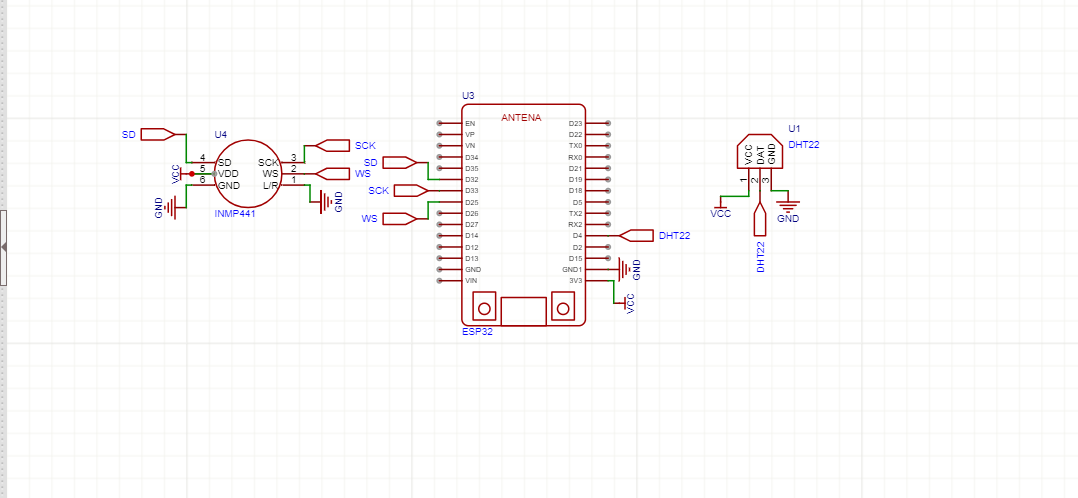 SD
U4
4
SD
5
VDD
6
GND
VCC
GND
INMP441
SCK
3
WS
2
L/R
1
SCK
WS
GND
U3
ANTENA
EN
VP
VN
D34
D35
D32
D33
D25
D26
D27
D14
D12
D13
GND
VIN
SD
SCK
WS
D23
D22
TX0
RX0
D21
D19
D18
D5
TX2
RX2
D4
D2
D15
GND1
3V3
DHT22
GND
VCC
ESP32
U1
DHT22
VCC
DAT
GND
1
2
3
VCC
DHT22
GND